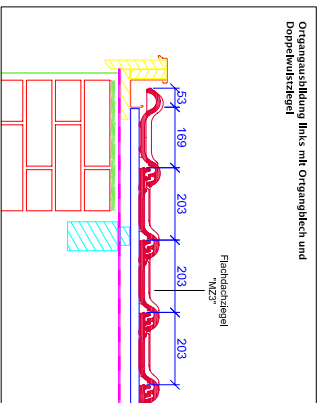 Ortgangausbildung links mit Ortgangblech und
Doppelwulstziegel
53
169
203
203
203
Flachdachziegel
"MZ3"